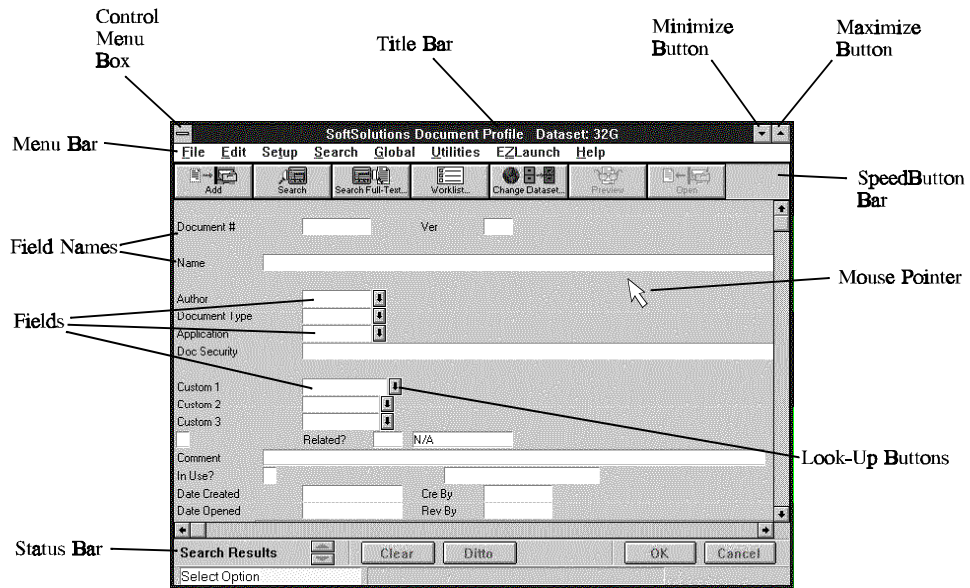 Control
Menu
Box
Title Bar
Minimize
Button
Maximize
Button
SoftSolutions Document Profile Dataset: 32G
Menu Bar
File Edit Setup Search Global Utilities EZLaunch Help
Add Search Search Full-Text... Worklist... Change Dataset... Preview Open
SpeedButton
Bar
Document # Ver
Field Names
Name
Mouse Pointer
Author
Fields
Document Type
Application
Doc Security
Custom 1
Custom 2
Custom 3
Related? N/A
Comment
Look-Up Buttons
In Use?
Date Created Cre By
Date Opened Rev By
Status Bar
Search Results Clear Ditto OK Cancel
Select Option